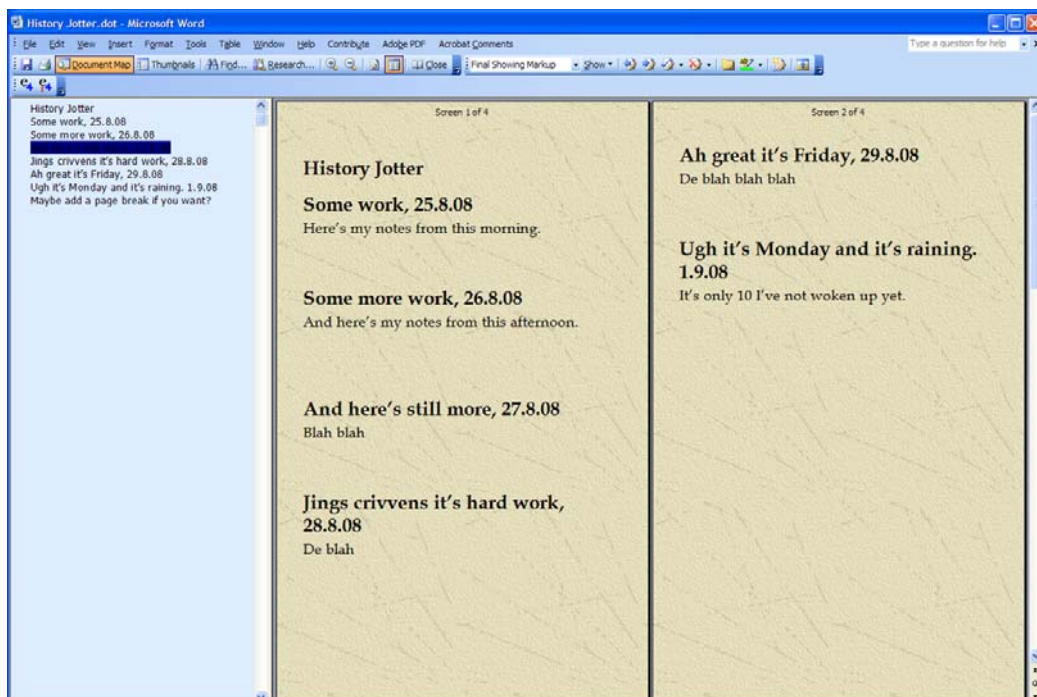 History Jotter.dot - Microsoft Word
File Edit View Insert Format Tools Table Window Help Contribute Adobe PDF Acrobat Comments
Type a question for help
Document Map Thumbnails Find... Research... Close Final Showing Markup Show
History Jotter
Some work, 25.8.08
Some more work, 26.8.08
Jings crivvens it's hard work, 28.8.08
Ah great it's Friday, 29.8.08
Ugh it's Monday and it's raining. 1.9.08
Maybe add a page break if you want?
Screen 1 of 4
History Jotter
Some work, 25.8.08
Here's my notes from this morning.
Some more work, 26.8.08
And here's my notes from this afternoon.
And here's still more, 27.8.08
Blah blah
Jings crivvens it's hard work,
28.8.08
De blah
Screen 2 of 4
Ah great it's Friday, 29.8.08
De blah blah blah
Ugh it's Monday and it's raining.
1.9.08
It's only 10 I've not woken up yet.